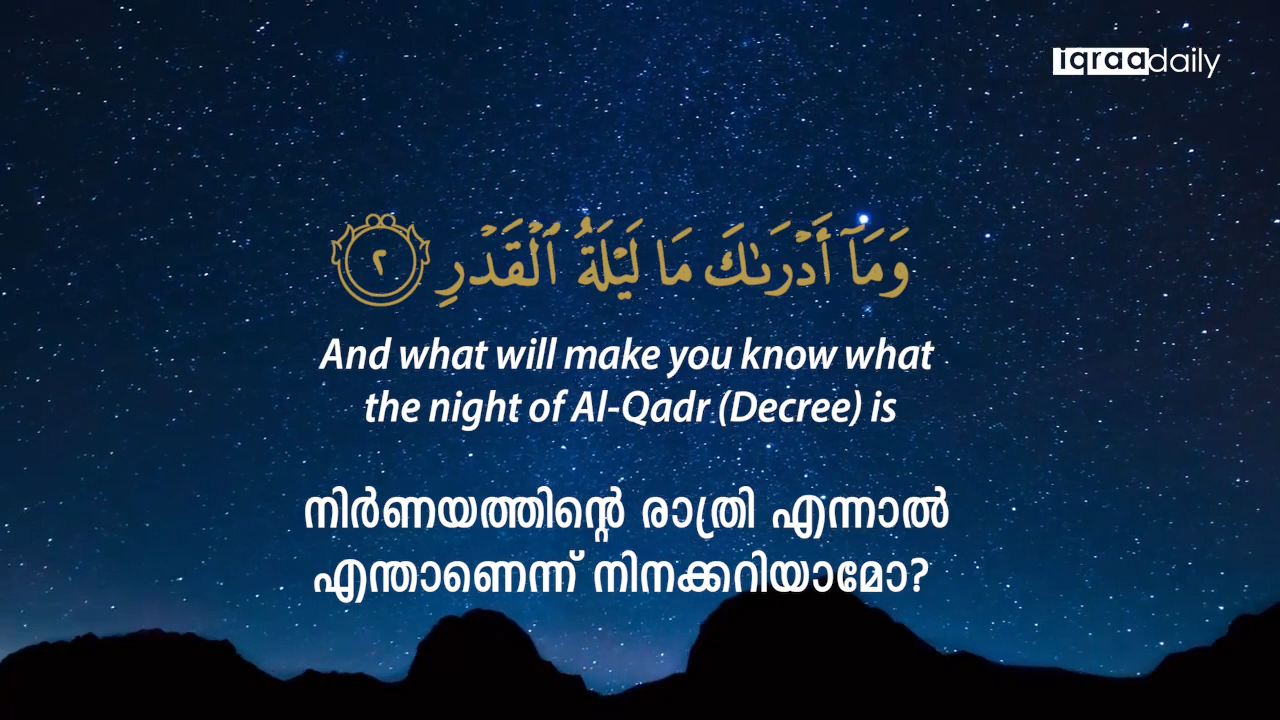 iqraadaily
وَمَآ أَدْرَىٰكَ مَا لَيْلَةُ ٱلْقَدْرِ ٢
And what will make you know what
the night of Al-Qadr (Decree) is
നിർണയത്തിന്റെ രാത്രി എന്നാൽ
എന്താണെന്ന് നിനക്കറിയാമോ?